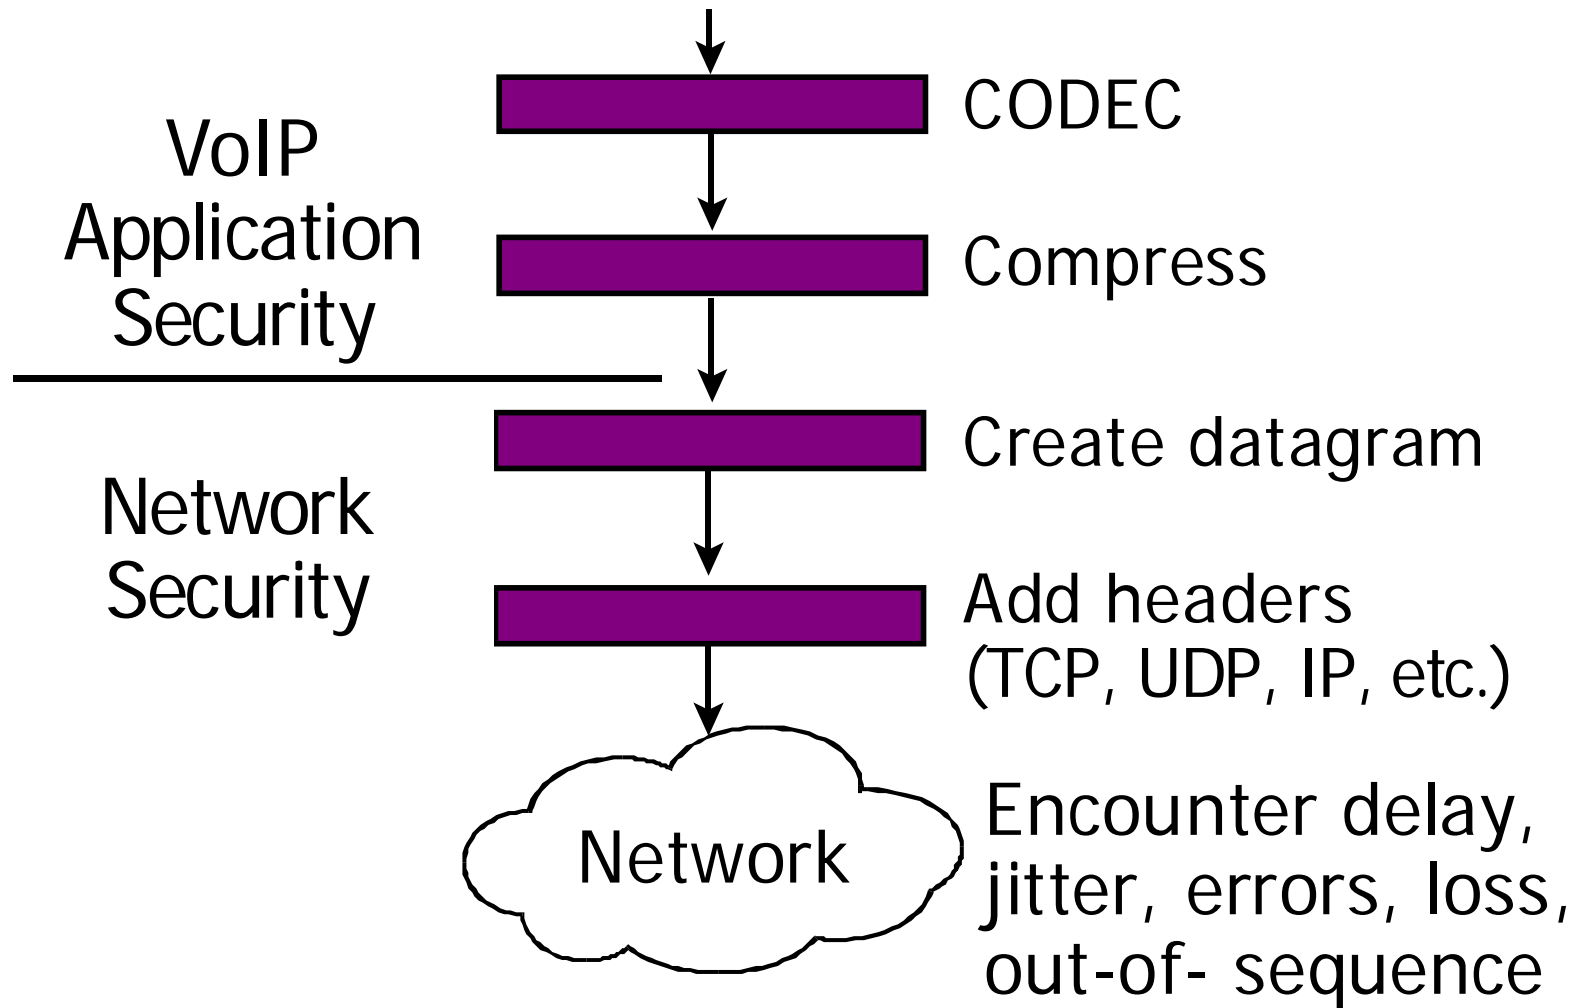 CODEC
VoIP
Application
Security
Compress
Create datagram
Network
Security
Add headers
(TCP, UDP, IP, etc.)
Network
Encounter delay,
jitter, errors, loss,
out-of- sequence